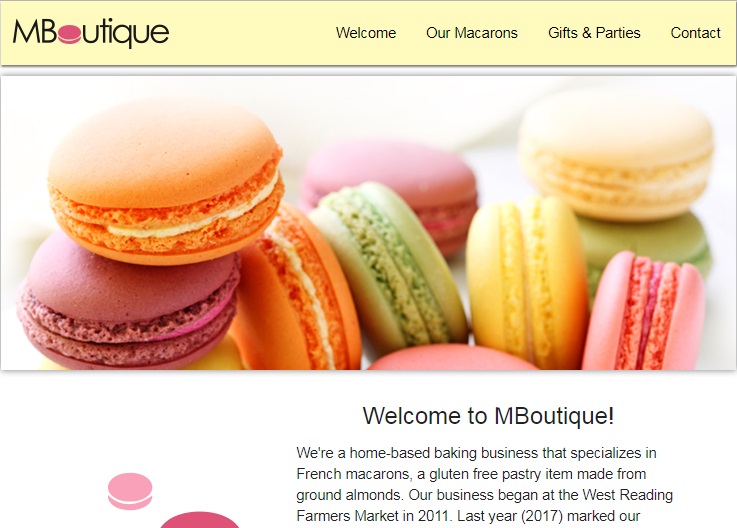 MBoutique
Welcome Our Macarons Gifts & Parties Contact
Welcome to MBoutique!
We're a home-based baking business that specializes in
French macarons, a gluten free pastry item made from
ground almonds. Our business began at the West Reading
Farmers Market in 2011. Last year (2017) marked our